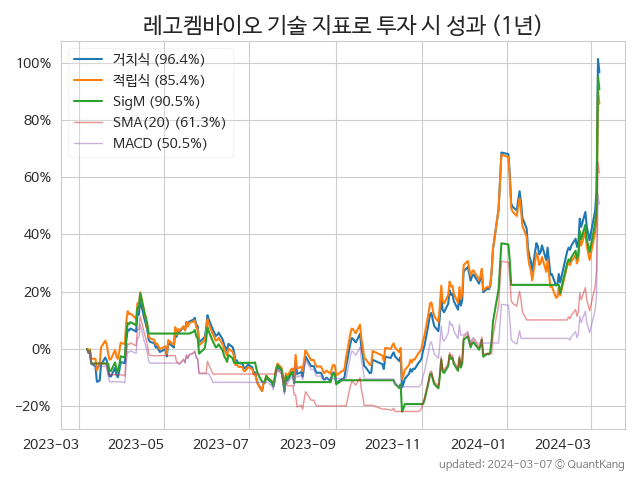 레고켐바이오 기술 지표로 투자 시 성과 (1년)
거치식 (96.4%)
적립식 (85.4%)
SigM (90.5%)
SMA(20) (61.3%)
MACD (50.5%)
100%
80%
60%
40%
20%
0%
−20%
2023−03
2023−05
2023−07
2023−09
2023−11
2024−01
2024−03
updated: 2024−03−07 © QuantKang